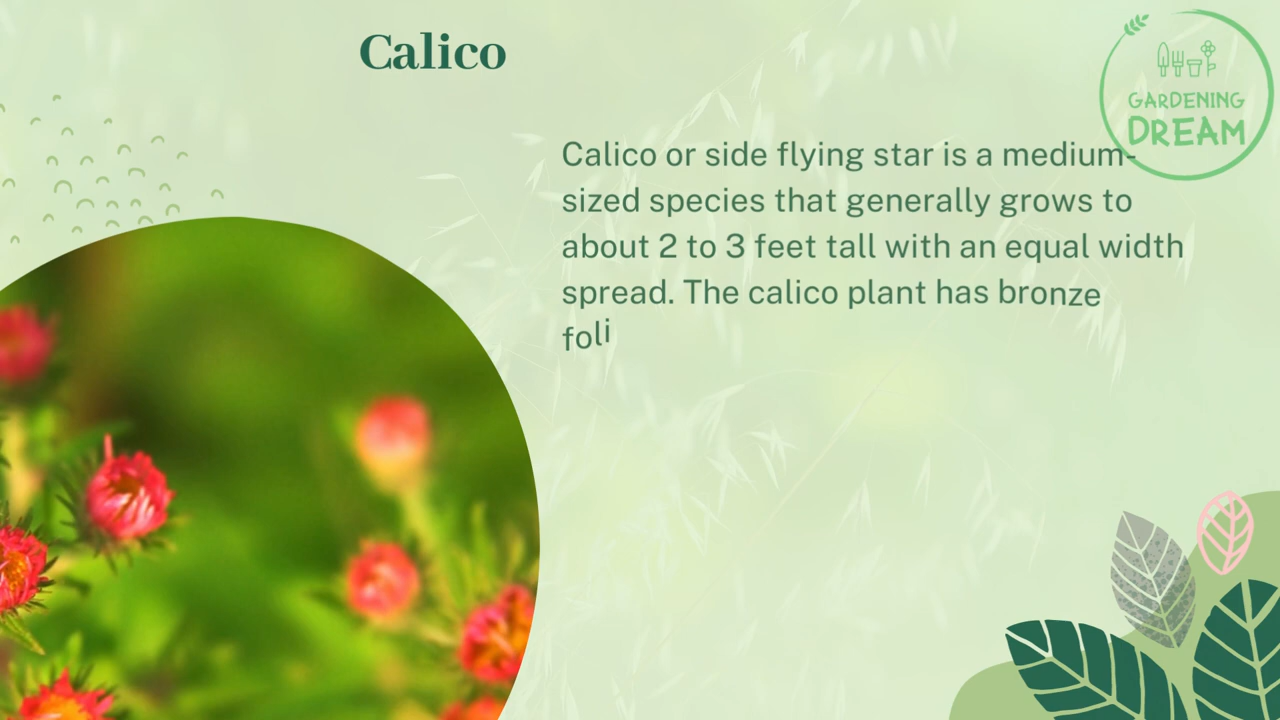 Calico
GARDENING
DREAM
Calico or side flying star is a medium-
sized species that generally grows to
about 2 to 3 feet tall with an equal width
spread. The calico plant has bronze
foli